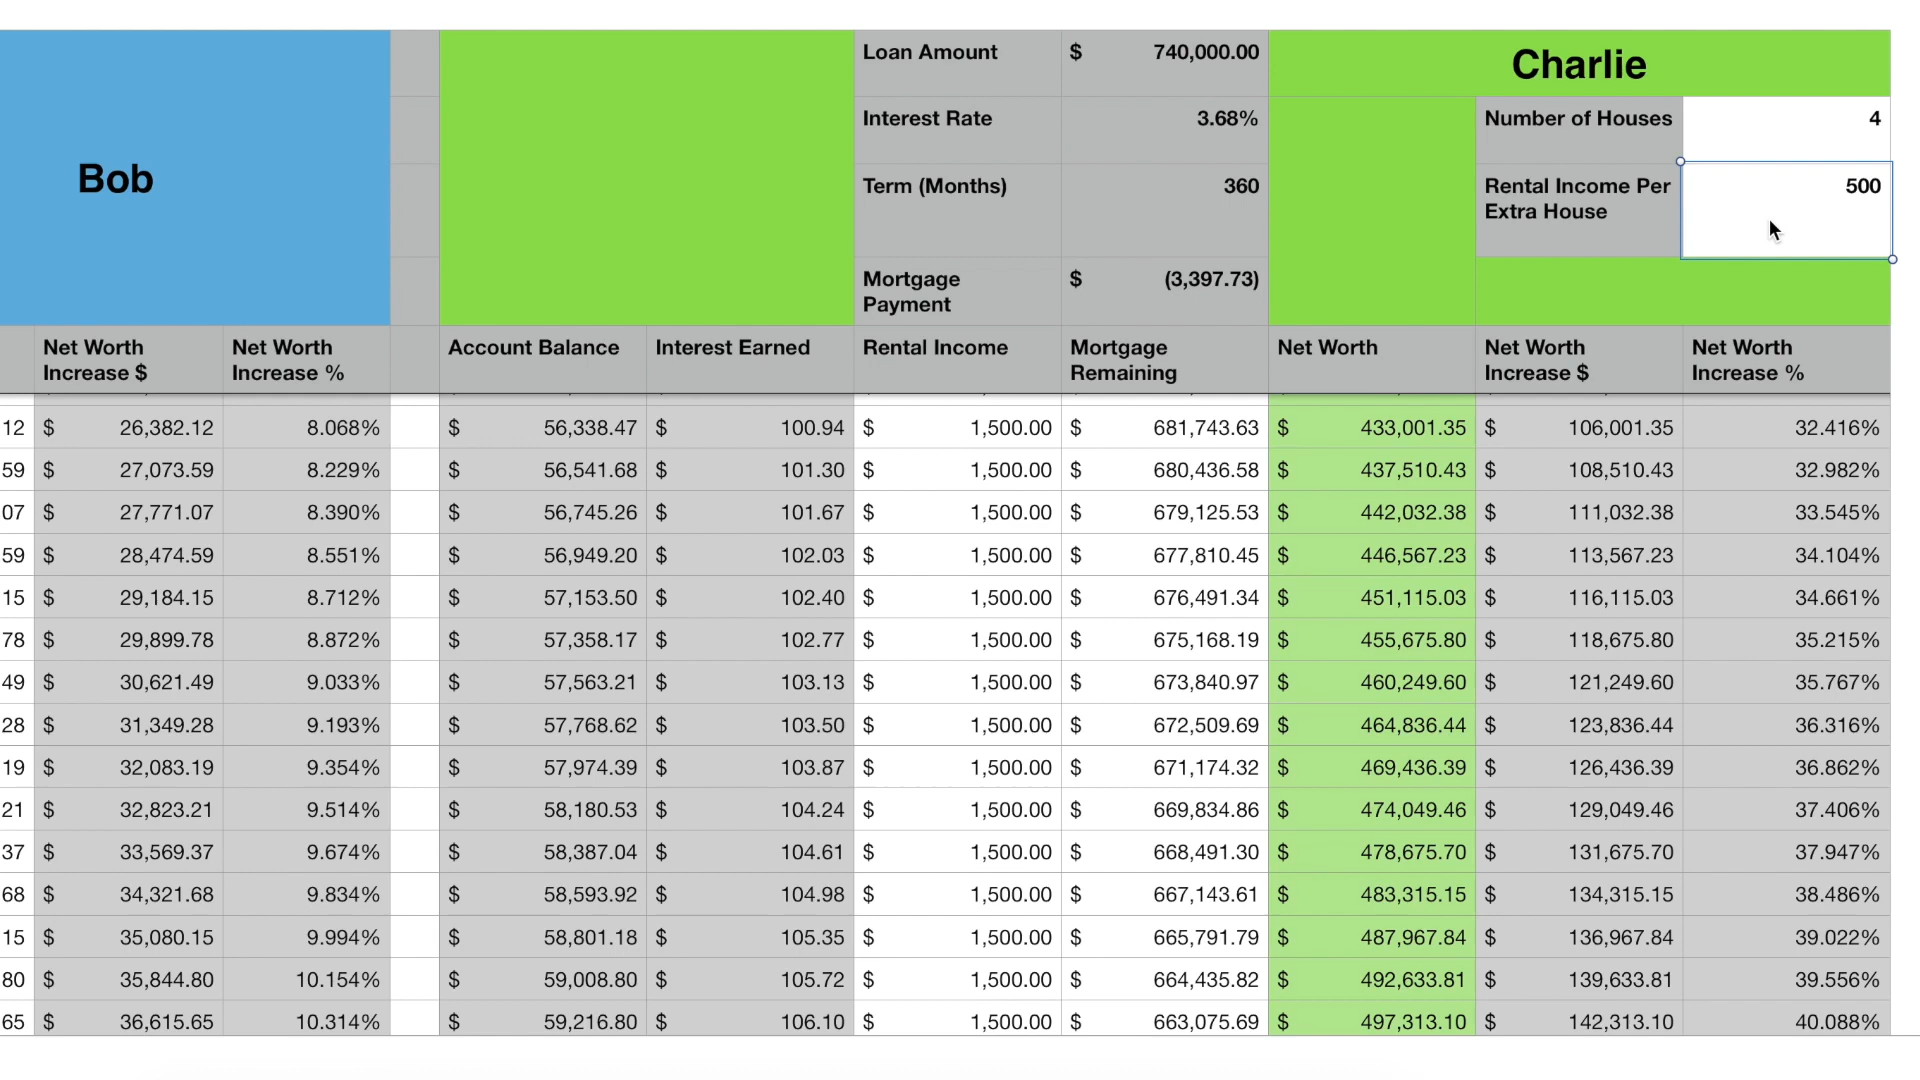 Bob
Loan Amount $ 740,000.00
Charlie
Interest Rate 3.68%
Number of Houses 4
Term (Months) 360
Rental Income Per
Extra House
500
Mortgage
Payment
$ (3,397.73)
Net Worth
Increase $
Net Worth
Increase %
Account Balance
Interest Earned
Rental Income
Mortgage
Remaining
Net Worth
Net Worth
Increase $
Net Worth
Increase %
12 $ 26,382.12 8.068% $ 56,338.47 $ 100.94 $ 1,500.00 $ 681,743.63 $ 433,001.35 $ 106,001.35 32.416%
59 $ 27,073.59 8.229% $ 56,541.68 $ 101.30 $ 1,500.00 $ 680,436.58 $ 437,510.43 $ 108,510.43 32.982%
07 $ 27,771.07 8.390% $ 56,745.26 $ 101.67 $ 1,500.00 $ 679,125.53 $ 442,032.38 $ 111,032.38 33.545%
59 $ 28,474.59 8.551% $ 56,949.20 $ 102.03 $ 1,500.00 $ 677,810.45 $ 446,567.23 $ 113,567.23 34.104%
15 $ 29,184.15 8.712% $ 57,153.50 $ 102.40 $ 1,500.00 $ 676,491.34 $ 451,115.03 $ 116,115.03 34.661%
78 $ 29,899.78 8.872% $ 57,358.17 $ 102.77 $ 1,500.00 $ 675,168.19 $ 455,675.80 $ 118,675.80 35.215%
49 $ 30,621.49 9.033% $ 57,563.21 $ 103.13 $ 1,500.00 $ 673,840.97 $ 460,249.60 $ 121,249.60 35.767%
28 $ 31,349.28 9.193% $ 57,768.62 $ 103.50 $ 1,500.00 $ 672,509.69 $ 464,836.44 $ 123,836.44 36.316%
19 $ 32,083.19 9.354% $ 57,974.39 $ 103.87 $ 1,500.00 $ 671,174.32 $ 469,436.39 $ 126,436.39 36.862%
21 $ 32,823.21 9.514% $ 58,180.53 $ 104.24 $ 1,500.00 $ 669,834.86 $ 474,049.46 $ 129,049.46 37.406%
37 $ 33,569.37 9.674% $ 58,387.04 $ 104.61 $ 1,500.00 $ 668,491.30 $ 478,675.70 $ 131,675.70 37.947%
68 $ 34,321.68 9.834% $ 58,593.92 $ 104.98 $ 1,500.00 $ 667,143.61 $ 483,315.15 $ 134,315.15 38.486%
15 $ 35,080.15 9.994% $ 58,801.18 $ 105.35 $ 1,500.00 $ 665,791.79 $ 487,967.84 $ 136,967.84 39.022%
80 $ 35,844.80 10.154% $ 59,008.80 $ 105.72 $ 1,500.00 $ 664,435.82 $ 492,633.81 $ 139,633.81 39.556%
65 $ 36,615.65 10.314% $ 59,216.80 $ 106.10 $ 1,500.00 $ 663,075.69 $ 497,313.10 $ 142,313.10 40.088%